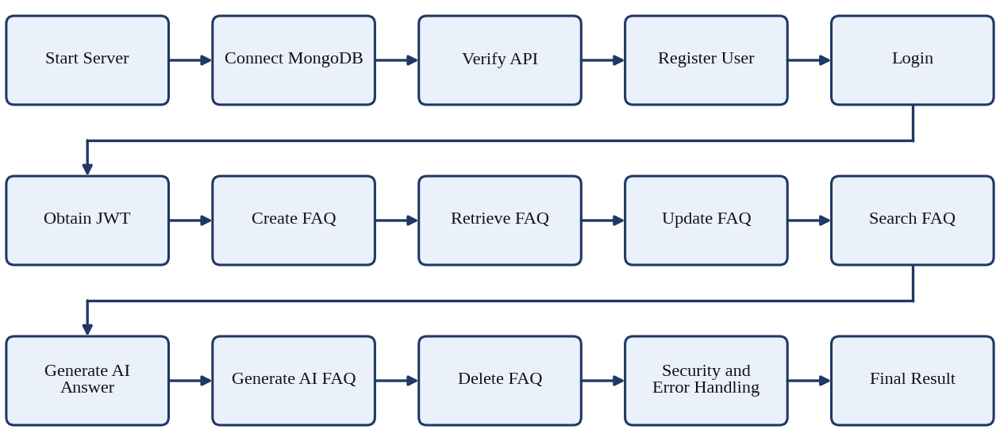 Start Server
Connect MongoDB
Verify API
Register User
Login
Obtain JWT
Create FAQ
Retrieve FAQ
Update FAQ
Search FAQ
Generate AI
Answer
Generate AI FAQ
Delete FAQ
Security and
Error Handling
Final Result